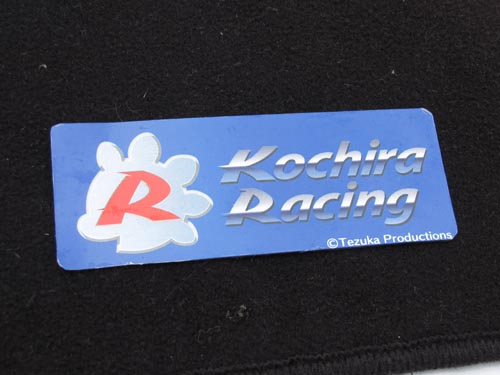 R
Kochira
Racing
©Tezuka Productions